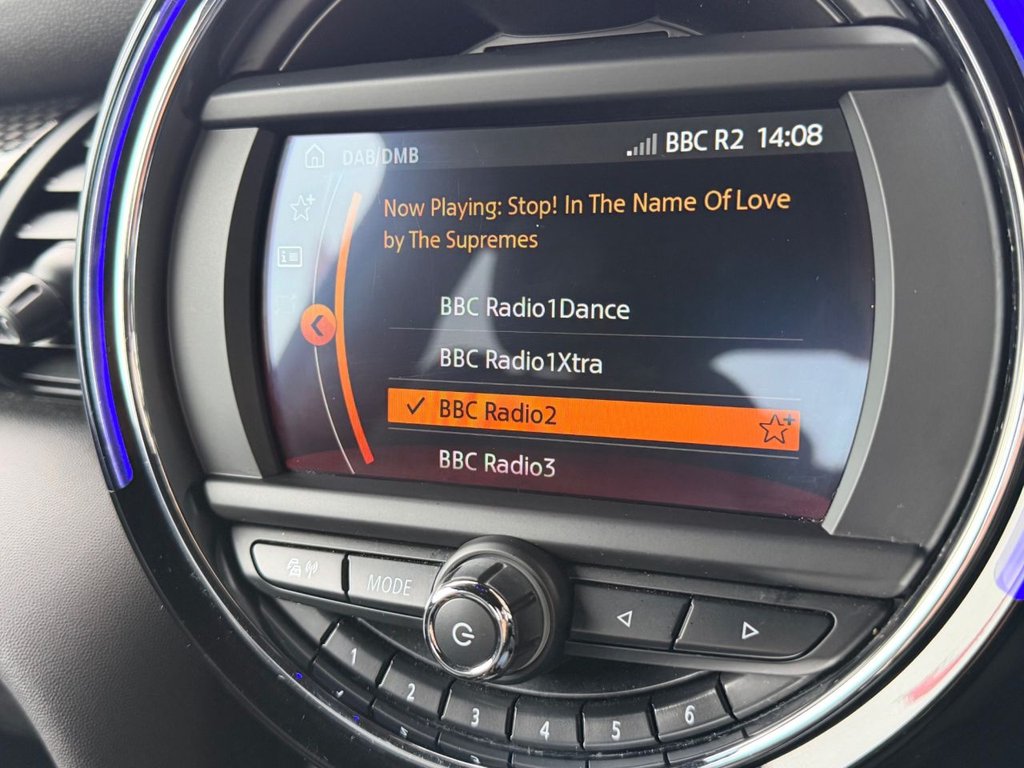 DAB/DMB
BBC R2 14:08
Now Playing: Stop! In The Name Of Love
by The Supremes
BBC Radio1Dance
BBC Radio1Xtra
BBC Radio2
BBC Radio3
MODE
1
2
3
4
5
6